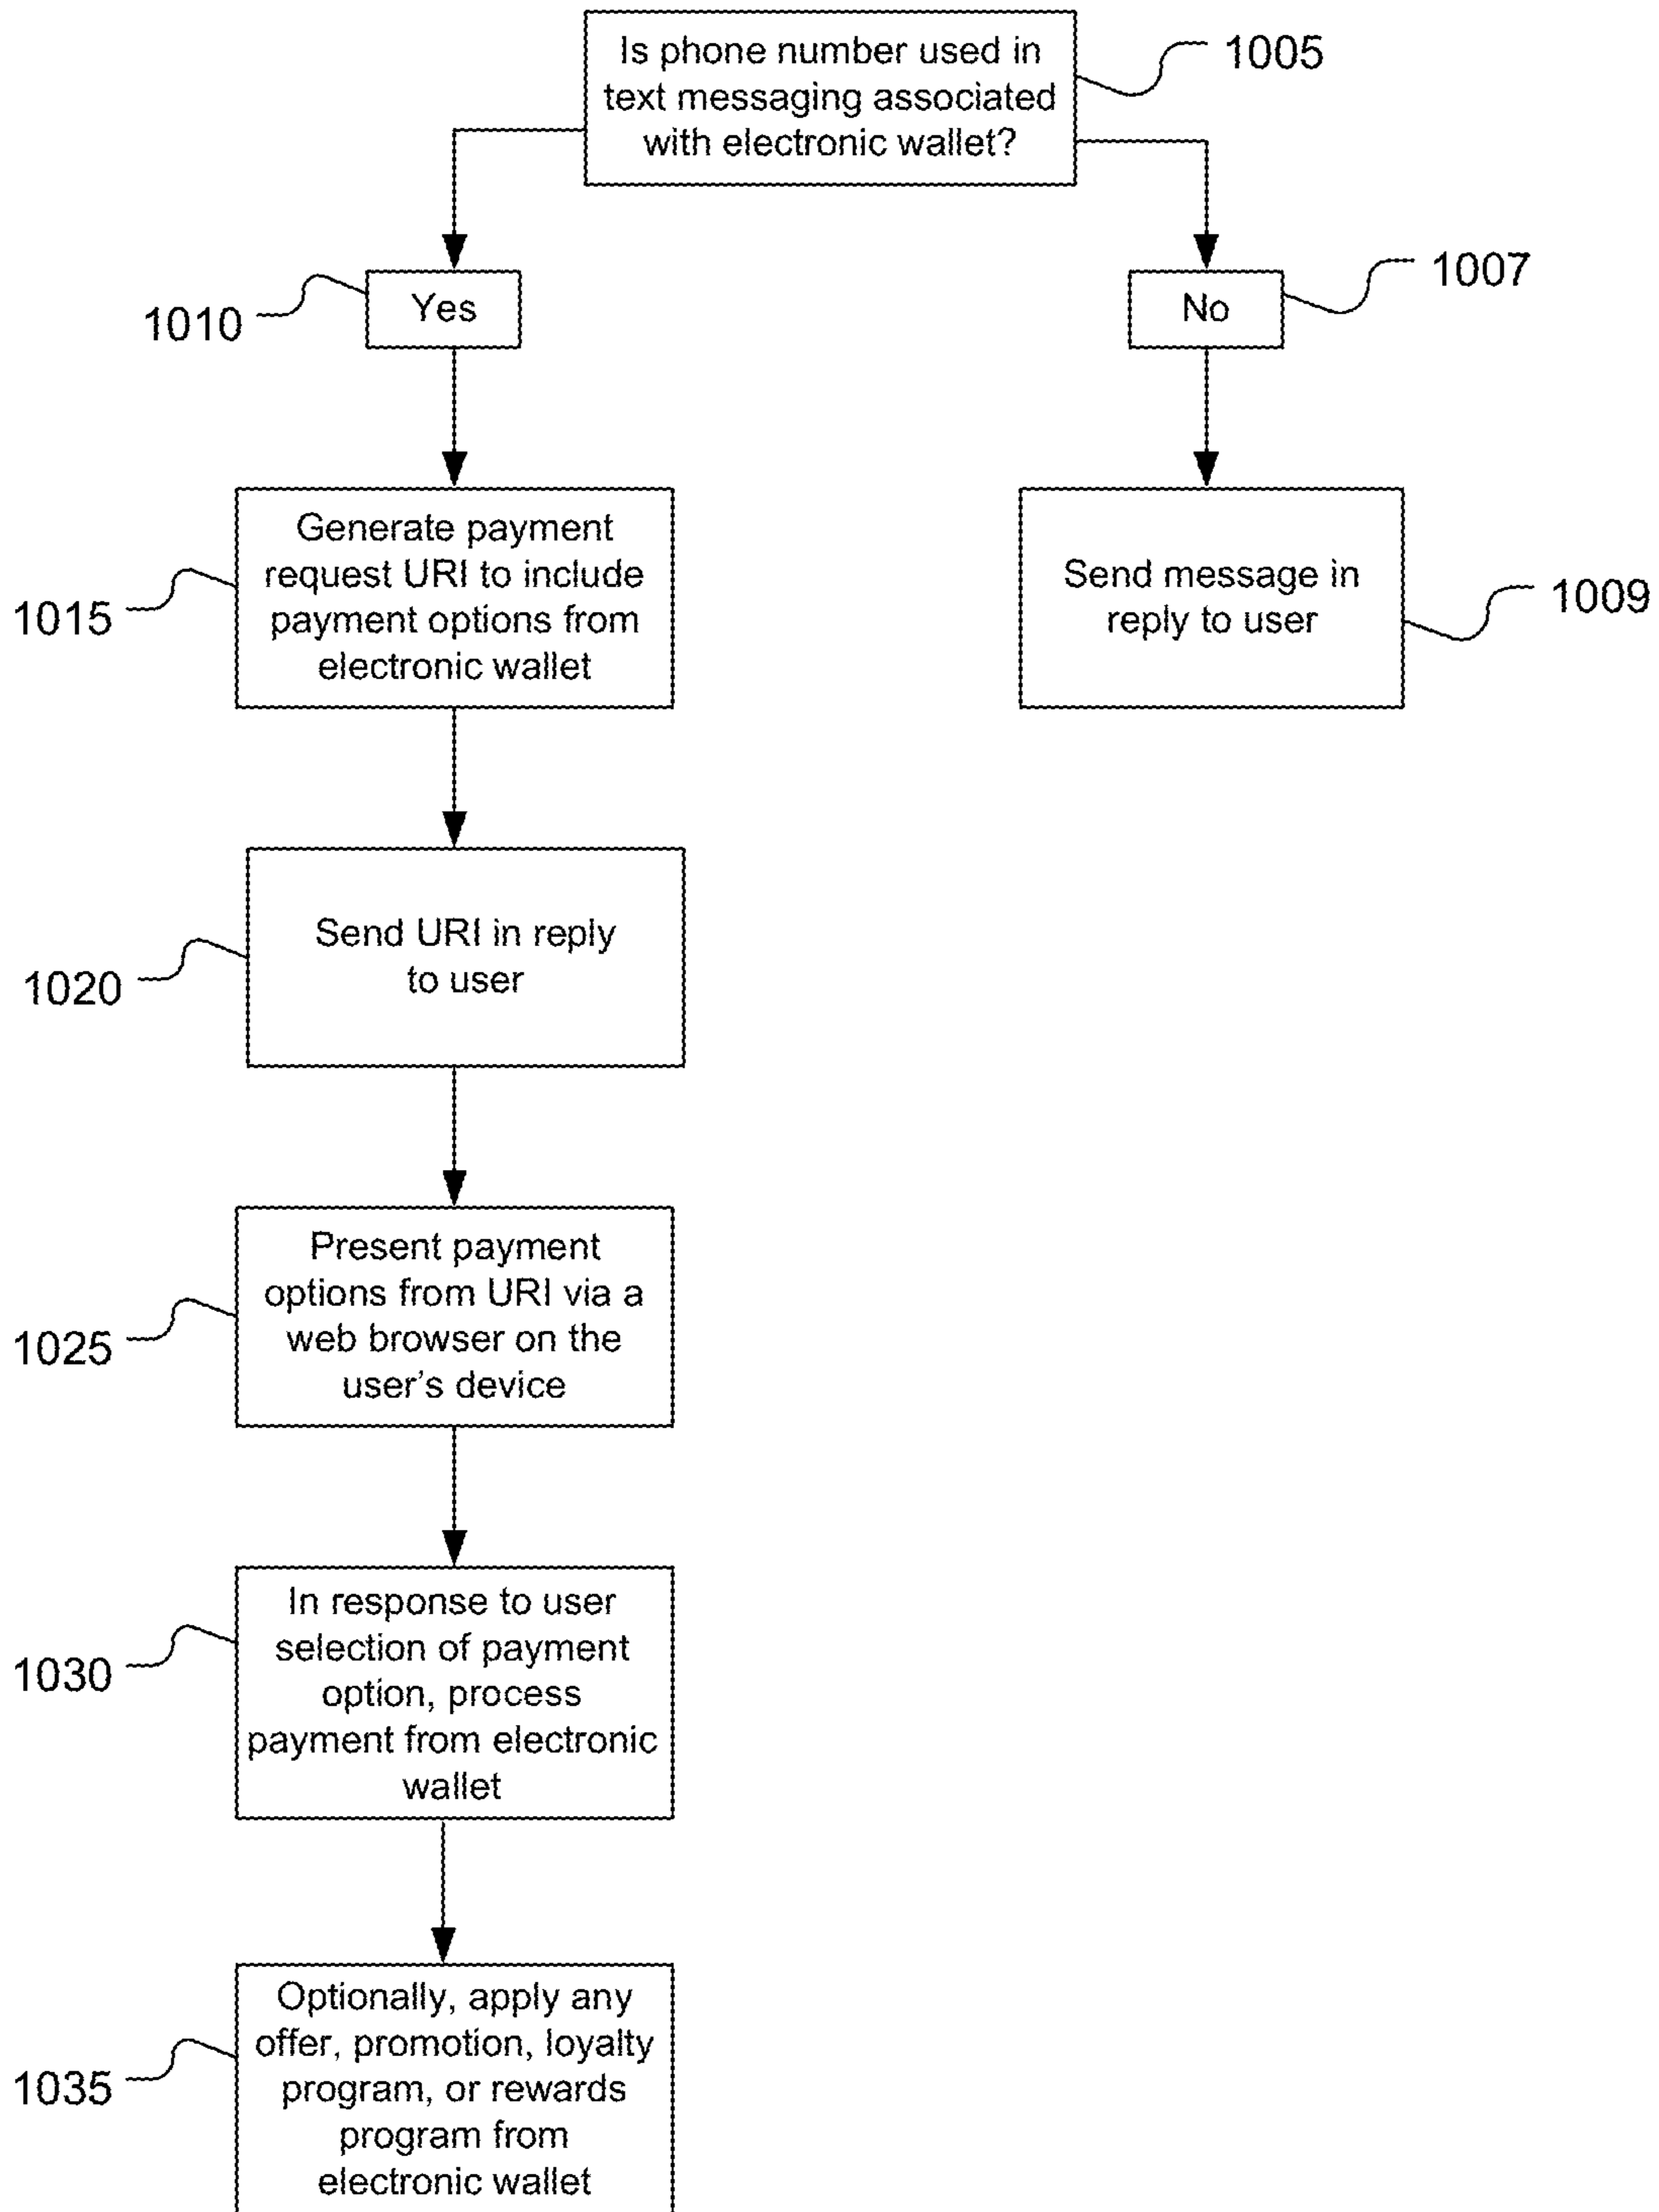 Is phone number used in
text messaging associated
with electronic wallet?
1005
1010
Yes
No
1007
1015
Generate payment
request URI to include
payment options from
electronic wallet
Send message in
reply to user
1009
1020
Send URI in reply
to user
1025
Present payment
options from URI via a
web browser on the
user's device
1030
In response to user
selection of payment
option, process
payment from electronic
wallet
1035
Optionally, apply any
offer, promotion, loyalty
program, or rewards
program from
electronic wallet